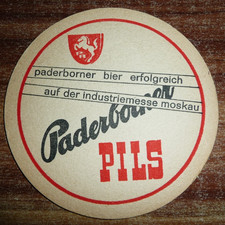 paderborner bier erfolgreich
auf der industriemesse moskau
Paderborner
PILS